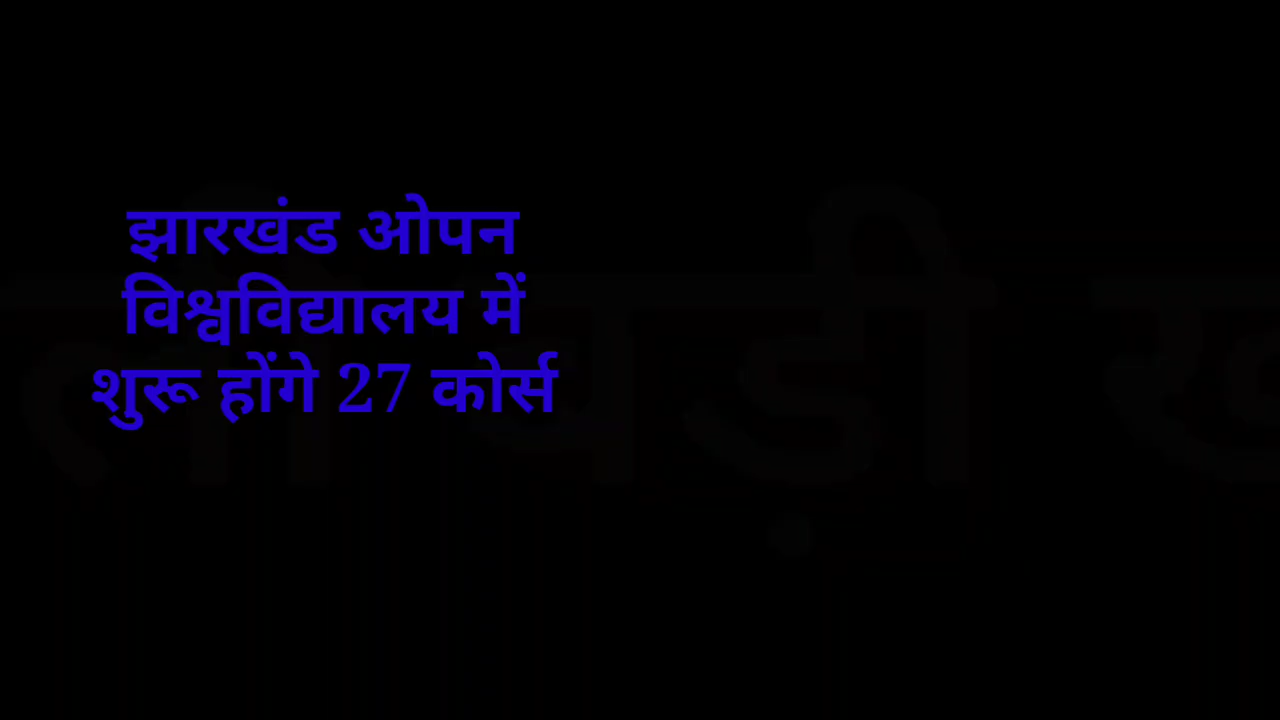 झारखंड ओपन
विश्वविद्यालय में
शुरू होंगे 27 कोर्स